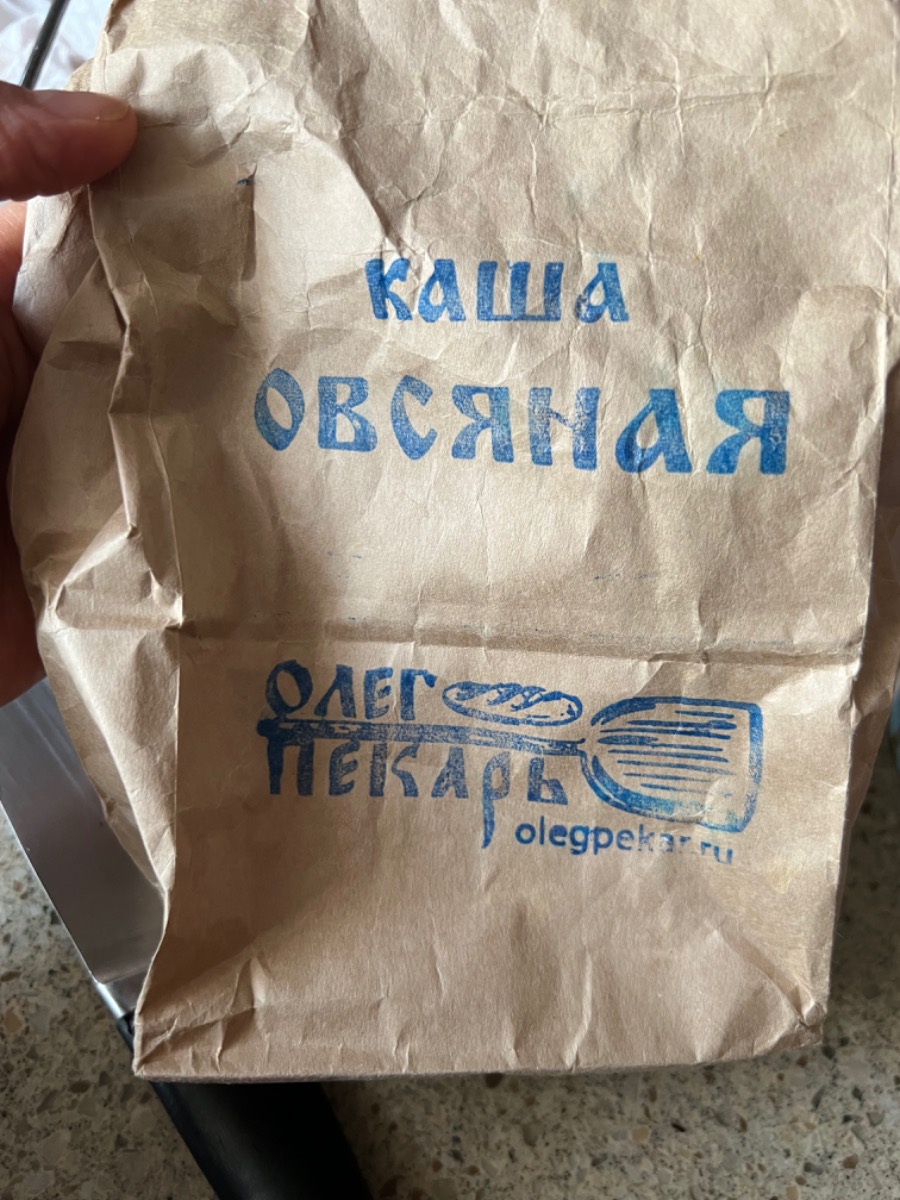 каша
овсяная
Олег
Пекарь
olegpekar.ru